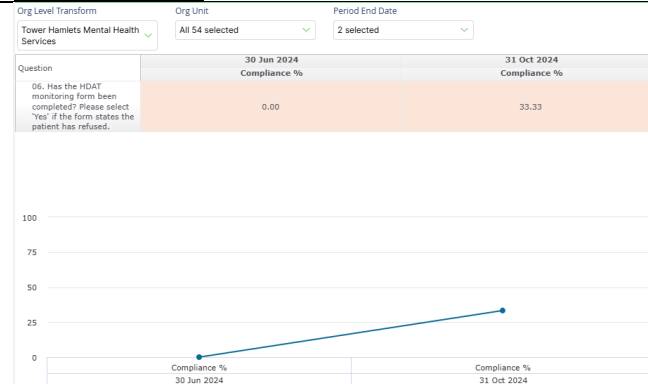 Org Level Transform Org Unit Period End Date
Tower Hamlets Mental Health Services All 54 selected 2 selected
Question 30 Jun 2024 31 Oct 2024
Compliance % Compliance %
06. Has the HDAT
monitoring form been
completed? Please select
'Yes' if the form states the
patient has refused.
0.00 33.33
100
75
50
25
0
Compliance % Compliance %
30 Jun 2024 31 Oct 2024